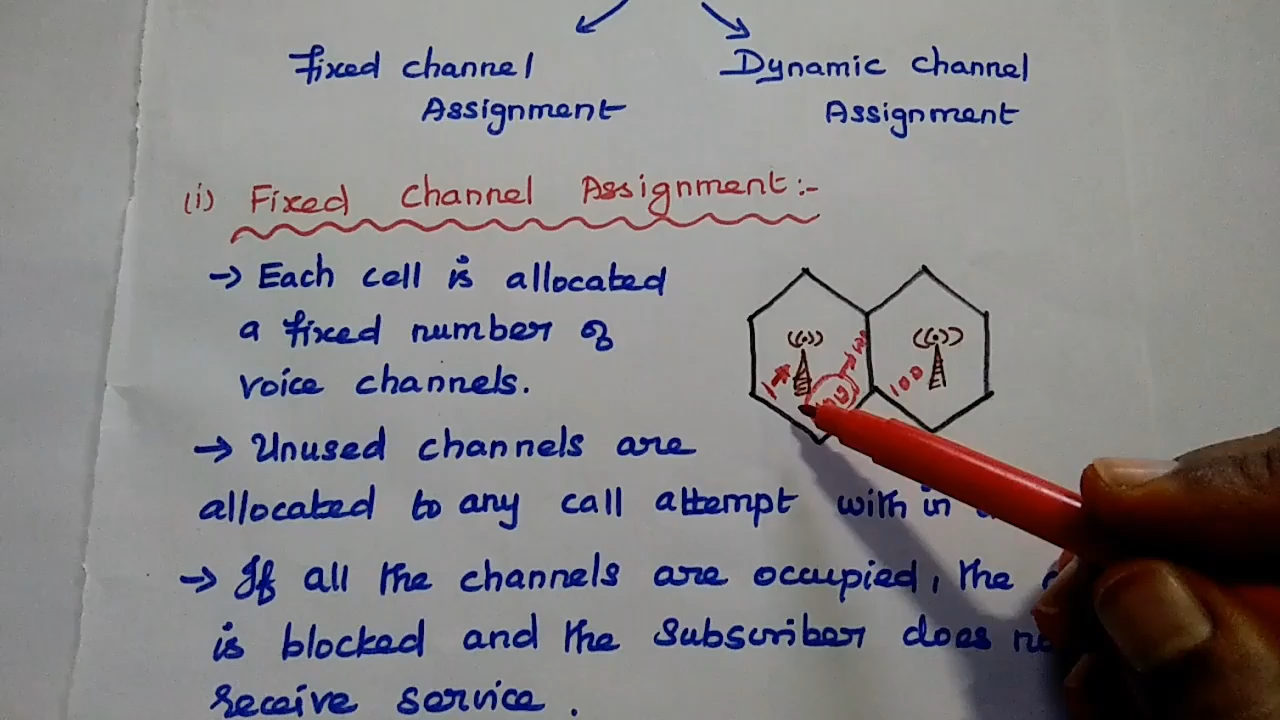 Fixed channel Dynamic channel
Assignment Assignment
(i) Fixed Channel Assignment:-
→ Each cell is allocated
a fixed number of
voice channels.
100
→ Unused channels are
allocated to any call attempt with in
→ If all the channels are occupied, the
is blocked and the subscriber does
receive service.